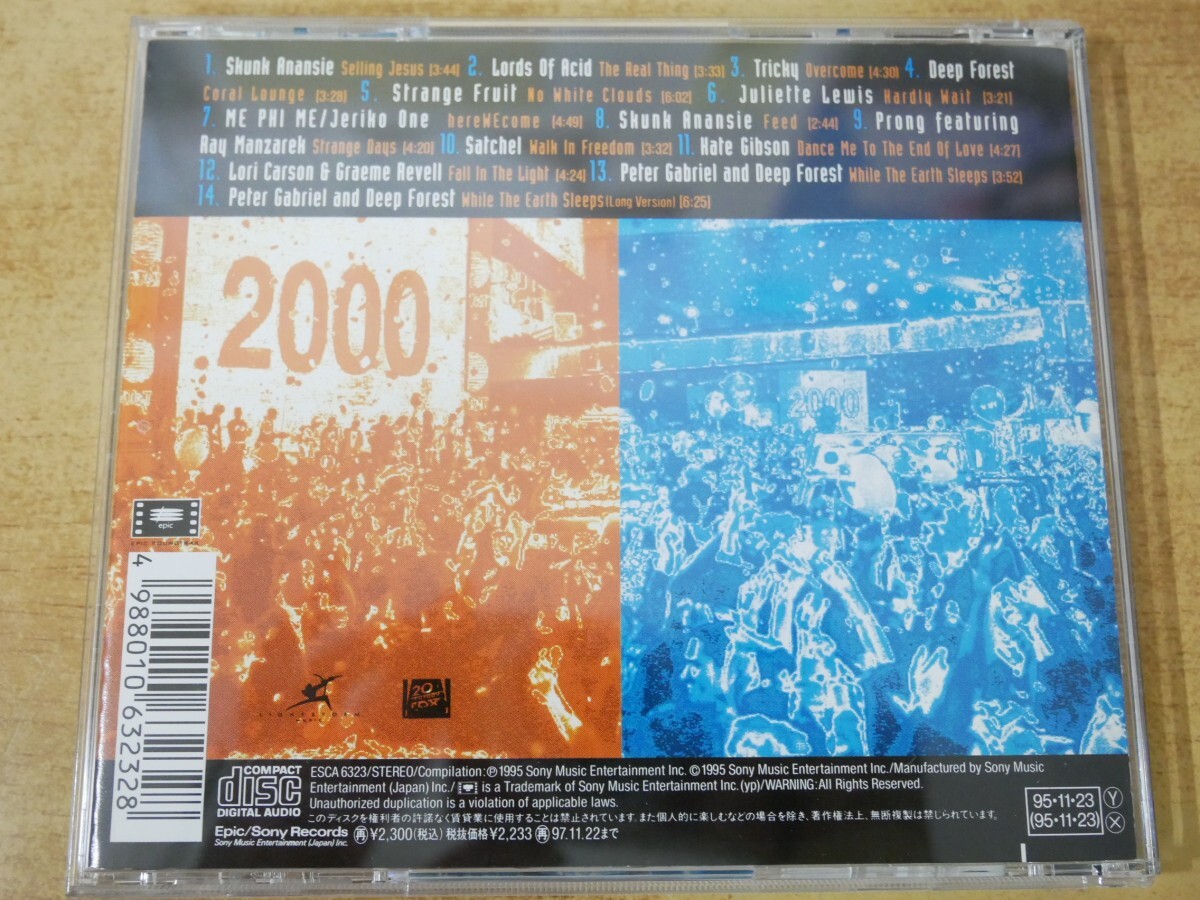 1. Skunk Anansie Selling Jesus [3:44] 2. Lords Of Acid The Real Thing [3:33] 3. Tricky Overcome [4:30] 4. Deep Forest
Coral Lounge [3:28] 5. Strange Fruit No White Clouds [6:02] 6. Juliette Lewis Hardly Wait [3:21]
7. ME PHI ME/Jeriko One hereWEcome [4:49] 8. Skunk Anansie Feed [2:44] 9. Prong featuring
Ray Manzarek Strange Days [4:20] 10. Satchel Walk In Freedom [3:32] 11. Kate Gibson Dance Me To The End Of Love [4:27]
12. Lori Carson & Graeme Revell Fall In The Light [4:24] 13. Peter Gabriel and Deep Forest While The Earth Sleeps [3:52]
14. Peter Gabriel and Deep Forest While The Earth Sleeps (Long Version) [6:25]
2000
2000
epic
EPIC SOUNDTRAX
4 988010 632328
LIGHTSTORM
20
FOX
COMPACT
disc
DIGITAL AUDIO
ESCA 6323/STEREO/Compilation: ℗ 1995 Sony Music Entertainment Inc. © 1995 Sony Music Entertainment Inc./Manufactured by Sony Music
Entertainment (Japan) Inc./ is a Trademark of Sony Music Entertainment Inc. (yp)/WARNING: All Rights Reserved.
Unauthorized duplication is a violation of applicable laws.
このディスクを権利者の許諾なく賃貸業に使用することは禁止されています。また個人的に楽しむなどの場合を除き、著作権法上、無断複製は禁じられています。
Epic/Sony Records
Sony Music Entertainment (Japan) Inc.
再¥2,300(税込) 税抜価格¥2,233 再97.11.22まで
95・11・23 Y
(95・11・23) X